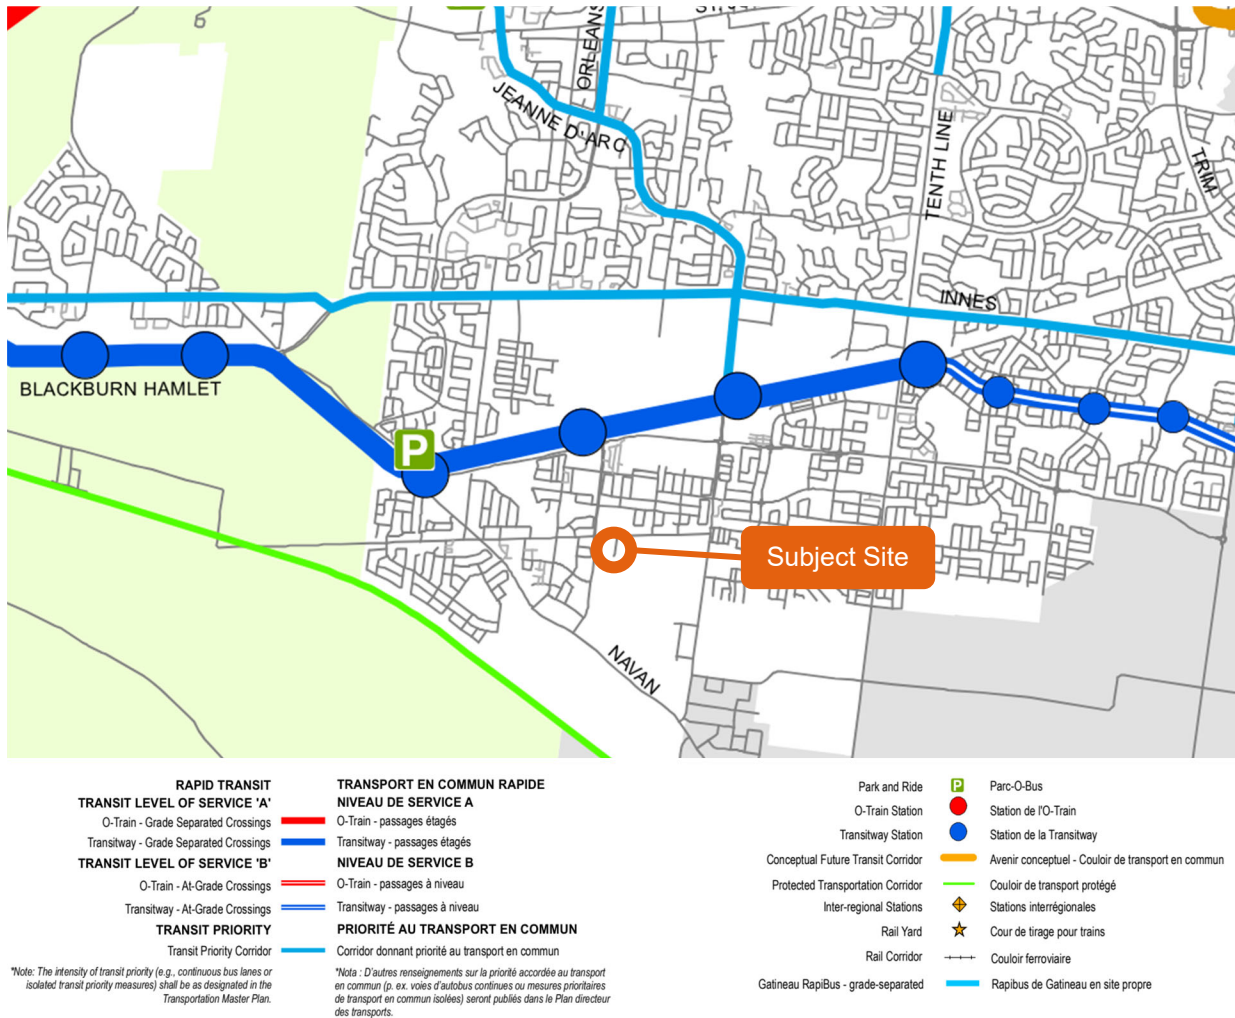 ORLEANS
JEANNE D'ARC
TENTH LINE
TRIM
INNES
BLACKBURN HAMLET
P
Subject Site
NAVAN
RAPID TRANSIT
TRANSIT LEVEL OF SERVICE 'A'
O-Train - Grade Separated Crossings
Transitway - Grade Separated Crossings
TRANSIT LEVEL OF SERVICE 'B'
O-Train - At-Grade Crossings
Transitway - At-Grade Crossings
TRANSIT PRIORITY
Transit Priority Corridor
*Note: The intensity of transit priority (e.g., continuous bus lanes or
isolated transit priority measures) shall be as designated in the
Transportation Master Plan.
TRANSPORT EN COMMUN RAPIDE
NIVEAU DE SERVICE A
O-Train - passages étagés
Transitway - passages étagés
NIVEAU DE SERVICE B
O-Train - passages à niveau
Transitway - passages à niveau
PRIORITÉ AU TRANSPORT EN COMMUN
Corridor donnant priorité au transport en commun
*Nota : D'autres renseignements sur la priorité accordée au transport
en commun (p. ex. voies d'autobus continues ou mesures prioritaires
de transport en commun isolées) seront publiés dans le Plan directeur
des transports.
Park and Ride P Parc-O-Bus
O-Train Station Station de l'O-Train
Transitway Station Station de la Transitway
Conceptual Future Transit Corridor Avenir conceptuel - Couloir de transport en commun
Protected Transportation Corridor Couloir de transport protégé
Inter-regional Stations Stations interrégionales
Rail Yard Cour de tirage pour trains
Rail Corridor Couloir ferroviaire
Gatineau RapiBus - grade-separated Rapibus de Gatineau en site propre